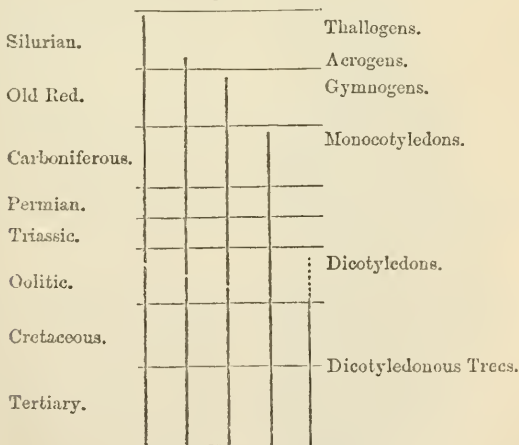 Silurian.
Thallogens.
Acrogens.
Old Red.
Gymnogens.
Carboniferous.
Monocotyledons.
Permian.
Triassic.
Oolitic.
Dicotyledons.
Cretaceous.
Dicotyledonous Trees.
Tertiary.